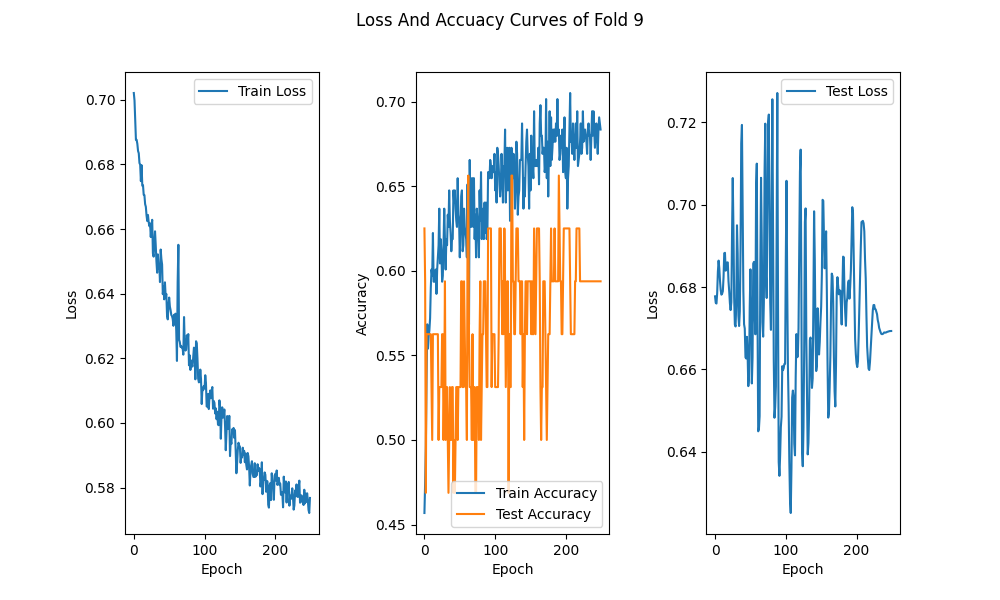 Loss And Accuacy Curves of Fold 9
Train Loss
0.70
0.68
0.66
0.64
0.62
0.60
0.58
Loss
0 100 200
Epoch
0.70
0.65
0.60
0.55
0.50
0.45
Accuracy
Train Accuracy
Test Accuracy
0 100 200
Epoch
Test Loss
0.72
0.70
0.68
0.66
0.64
Loss
0 100 200
Epoch